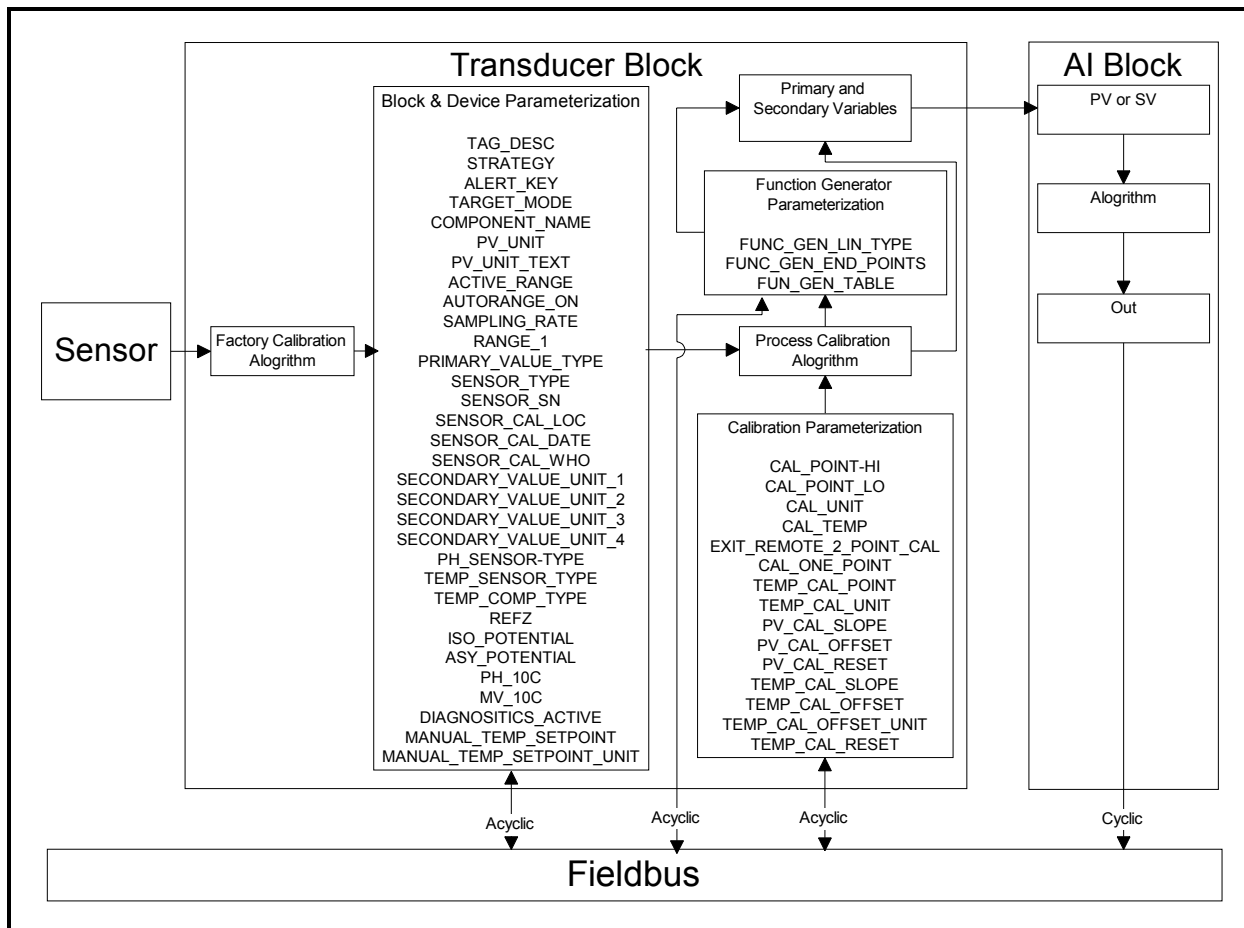 Transducer Block
AI Block
Block & Device Parameterization
TAG_DESC
STRATEGY
ALERT_KEY
TARGET_MODE
COMPONENT_NAME
PV_UNIT
PV_UNIT_TEXT
ACTIVE_RANGE
AUTORANGE_ON
SAMPLING_RATE
RANGE_1
PRIMARY_VALUE_TYPE
SENSOR_TYPE
SENSOR_SN
SENSOR_CAL_LOC
SENSOR_CAL_DATE
SENSOR_CAL_WHO
SECONDARY_VALUE_UNIT_1
SECONDARY_VALUE_UNIT_2
SECONDARY_VALUE_UNIT_3
SECONDARY_VALUE_UNIT_4
PH_SENSOR-TYPE
TEMP_SENSOR_TYPE
TEMP_COMP_TYPE
REFZ
ISO_POTENTIAL
ASY_POTENTIAL
PH_10C
MV_10C
DIAGNOSITICS_ACTIVE
MANUAL_TEMP_SETPOINT
MANUAL_TEMP_SETPOINT_UNIT
Primary and
Secondary Variables
Function Generator
Parameterization
FUNC_GEN_LIN_TYPE
FUNC_GEN_END_POINTS
FUN_GEN_TABLE
Process Calibration
Alogrithm
Calibration Parameterization
CAL_POINT-HI
CAL_POINT_LO
CAL_UNIT
CAL_TEMP
EXIT_REMOTE_2_POINT_CAL
CAL_ONE_POINT
TEMP_CAL_POINT
TEMP_CAL_UNIT
PV_CAL_SLOPE
PV_CAL_OFFSET
PV_CAL_RESET
TEMP_CAL_SLOPE
TEMP_CAL_OFFSET
TEMP_CAL_OFFSET_UNIT
TEMP_CAL_RESET
PV or SV
Alogrithm
Out
Sensor
Factory Calibration
Alogrithm
Acyclic
Acyclic
Acyclic
Cyclic
Fieldbus